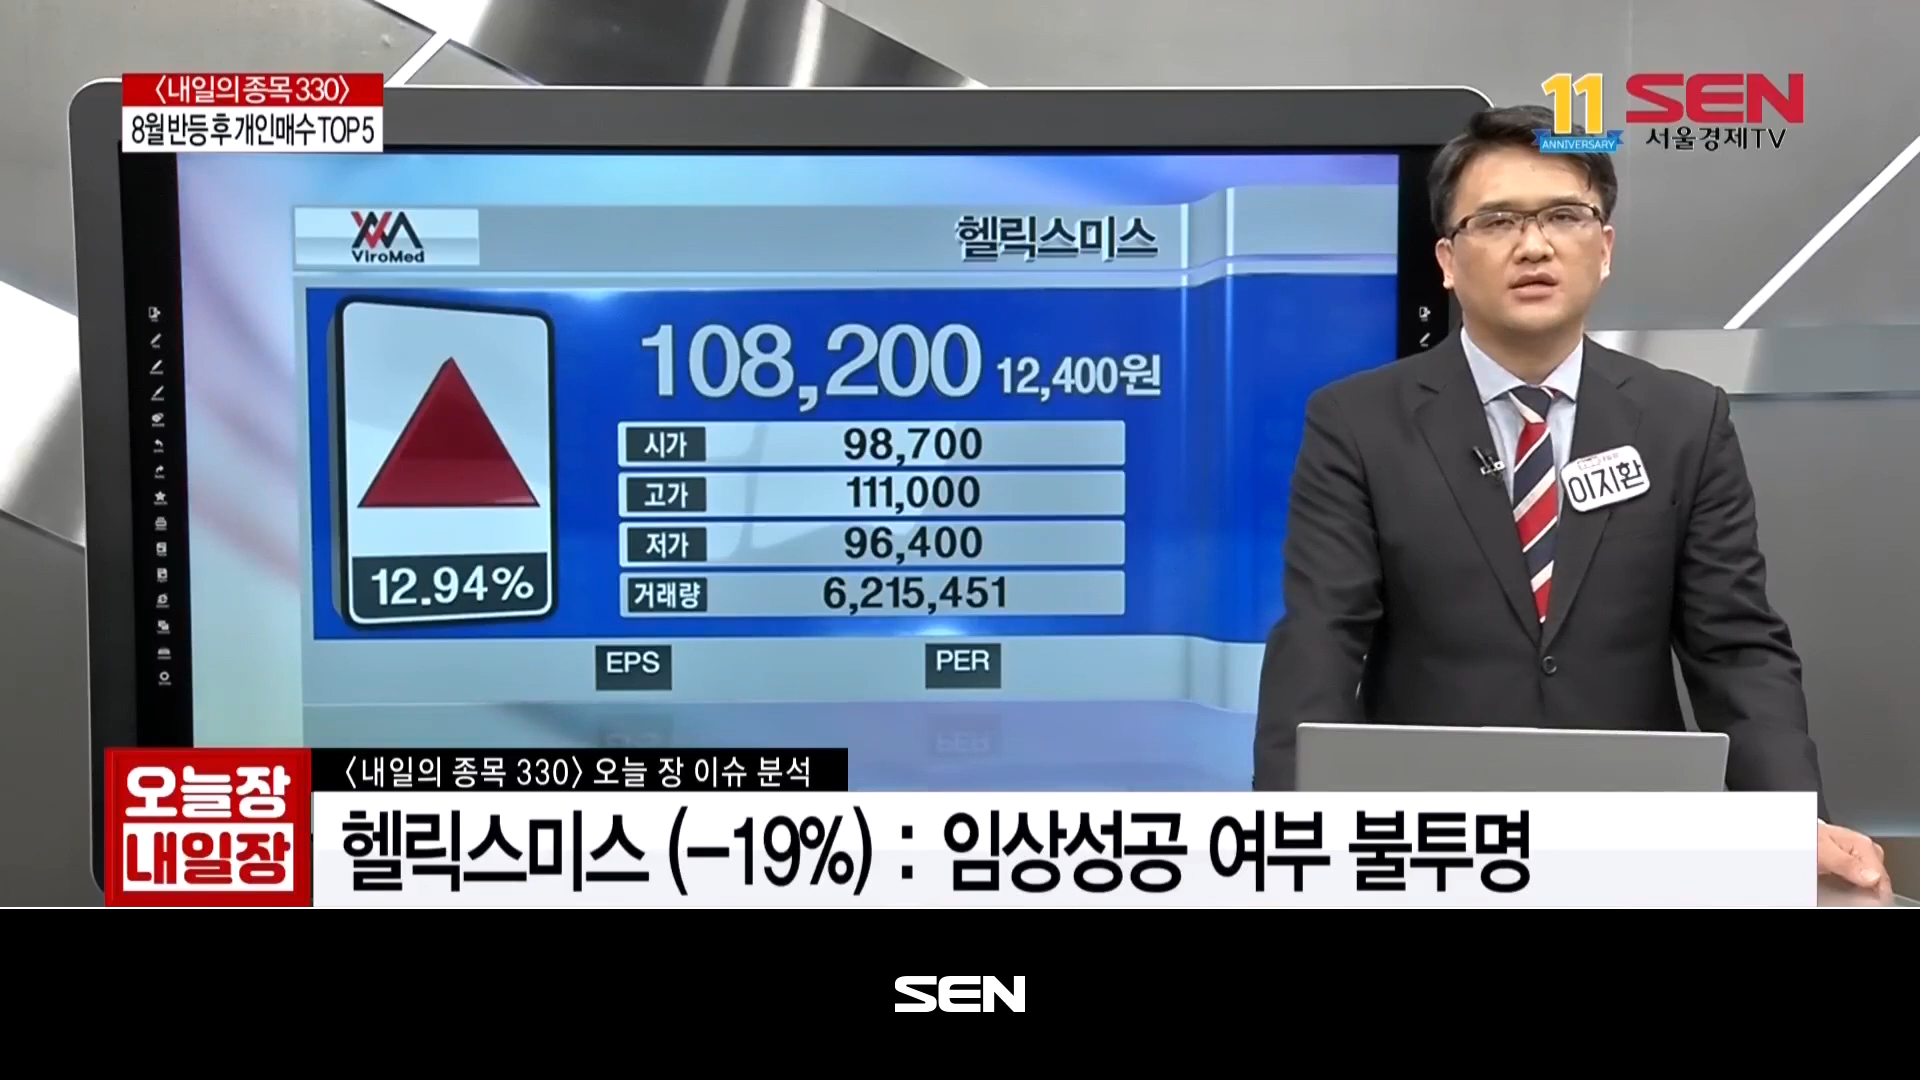 〈내일의 종목 330〉
8월 반등 후 개인매수 TOP 5
11
ANNIVERSARY
SEN
서울경제TV
ViroMed
헬릭스미스
108,200 12,400원
시가 98,700
고가 111,000
저가 96,400
거래량 6,215,451
12.94%
EPS PER
이지환
오늘장
내일장
〈내일의 종목 330〉 오늘 장 이슈 분석
헬릭스미스 (-19%) : 임상성공 여부 불투명
SEN